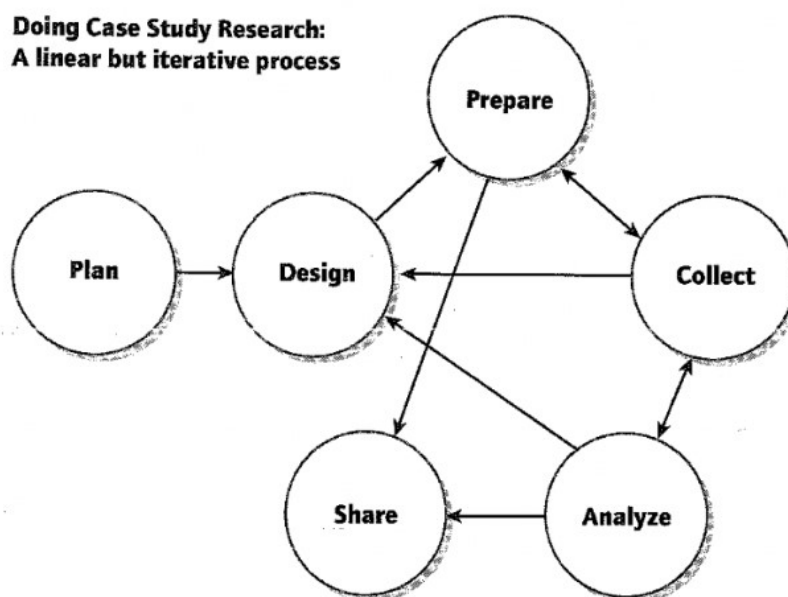 Doing Case Study Research:
A linear but iterative process
Prepare
Plan
Design
Collect
Share
Analyze